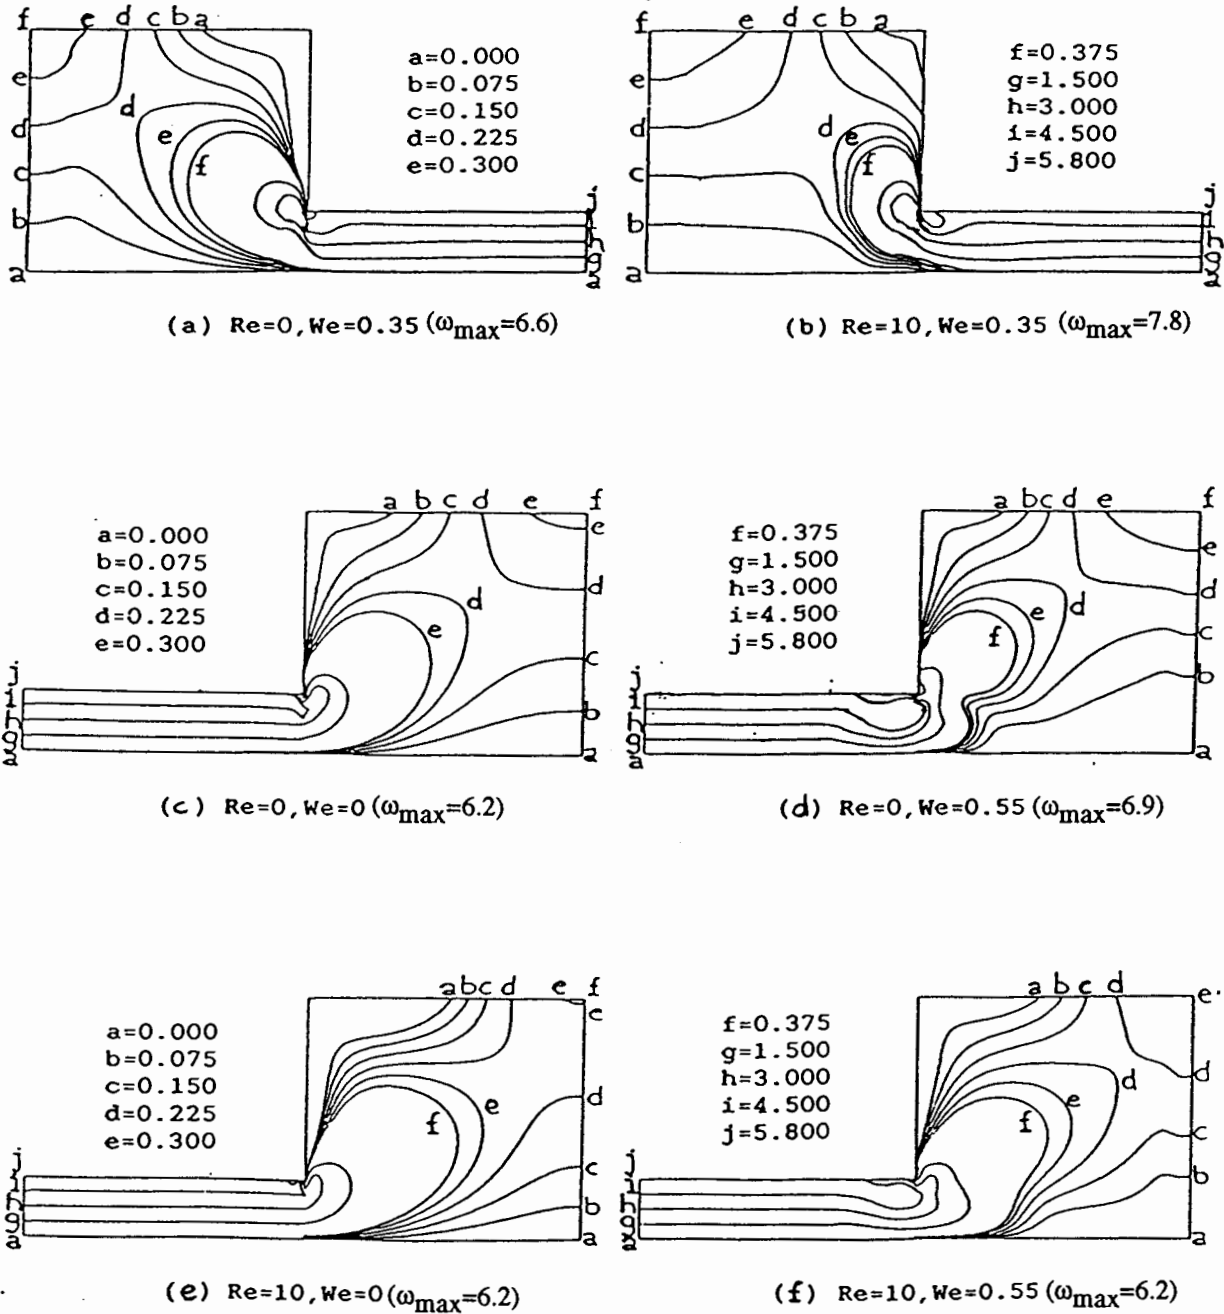 f e d c b a
f e d c b a
a=0.000
b=0.075
c=0.150
d=0.225
e=0.300
f=0.375
g=1.500
h=3.000
i=4.500
j=5.800
e
d
c
b
a
d
e
f
j
i
h
g
a
e
d
c
b
a
d
e
f
j
i
h
g
a
(a) Re=0,We=0.35 (ωmax=6.6)
(b) Re=10,We=0.35 (ωmax=7.8)
a b c d e f
a b c d e f
a=0.000
b=0.075
c=0.150
d=0.225
e=0.300
f=0.375
g=1.500
h=3.000
i=4.500
j=5.800
j
i
h
g
a
d
e
e
d
c
b
a
j
i
h
g
a
d
e
f
e
d
c
b
a
(c) Re=0,We=0 (ωmax=6.2)
(d) Re=0,We=0.55 (ωmax=6.9)
a b c d e f
a b c d e
a=0.000
b=0.075
c=0.150
d=0.225
e=0.300
f=0.375
g=1.500
h=3.000
i=4.500
j=5.800
j
i
h
g
a
f
e
e
d
c
b
a
j
i
h
g
a
f
e
d
d
c
b
a
(e) Re=10,We=0 (ωmax=6.2)
(f) Re=10,We=0.55 (ωmax=6.2)